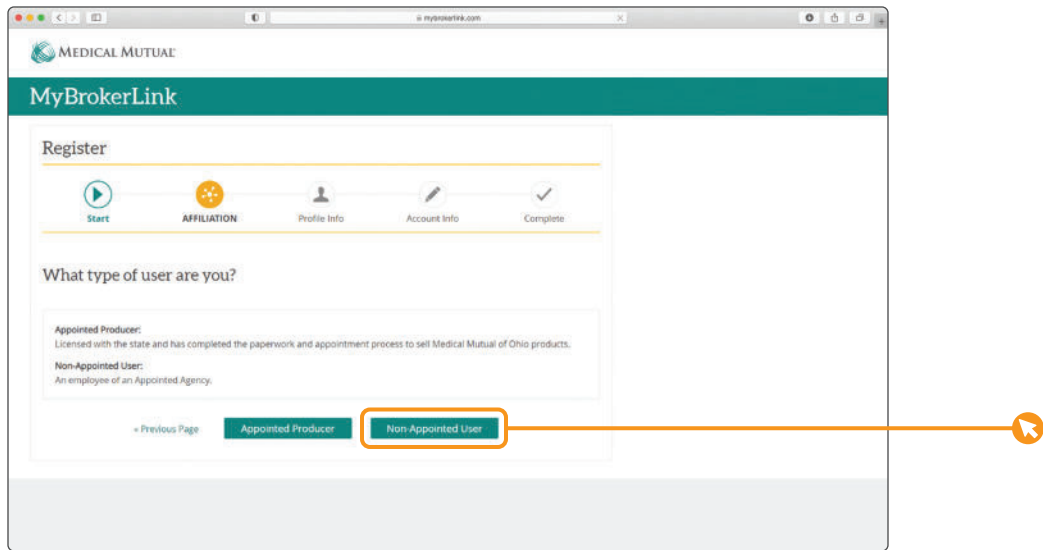 mybrokerlink.com
MEDICAL MUTUAL
MyBrokerLink
Register
Start
AFFILIATION
Profile Info
Account Info
Complete
What type of user are you?
Appointed Producer:
Licensed with the state and has completed the paperwork and appointment process to sell Medical Mutual of Ohio products.
Non-Appointed User:
An employee of an Appointed Agency.
« Previous Page Appointed Producer Non-Appointed User